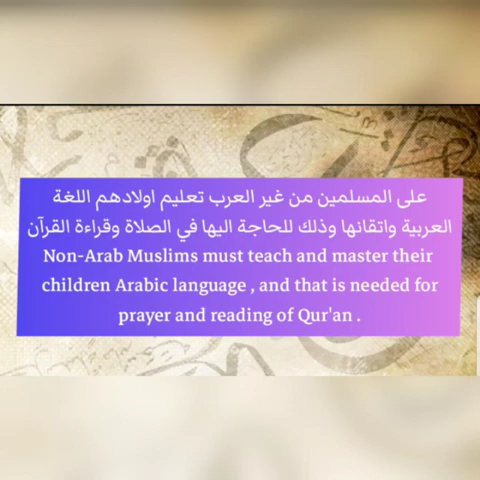 على المسلمين من غير العرب تعليم اولادهم اللغة
العربية واتقانها وذلك للحاجة اليها في الصلاة وقراءة القرآن
Non-Arab Muslims must teach and master their
children Arabic language , and that is needed for
prayer and reading of Qur'an .